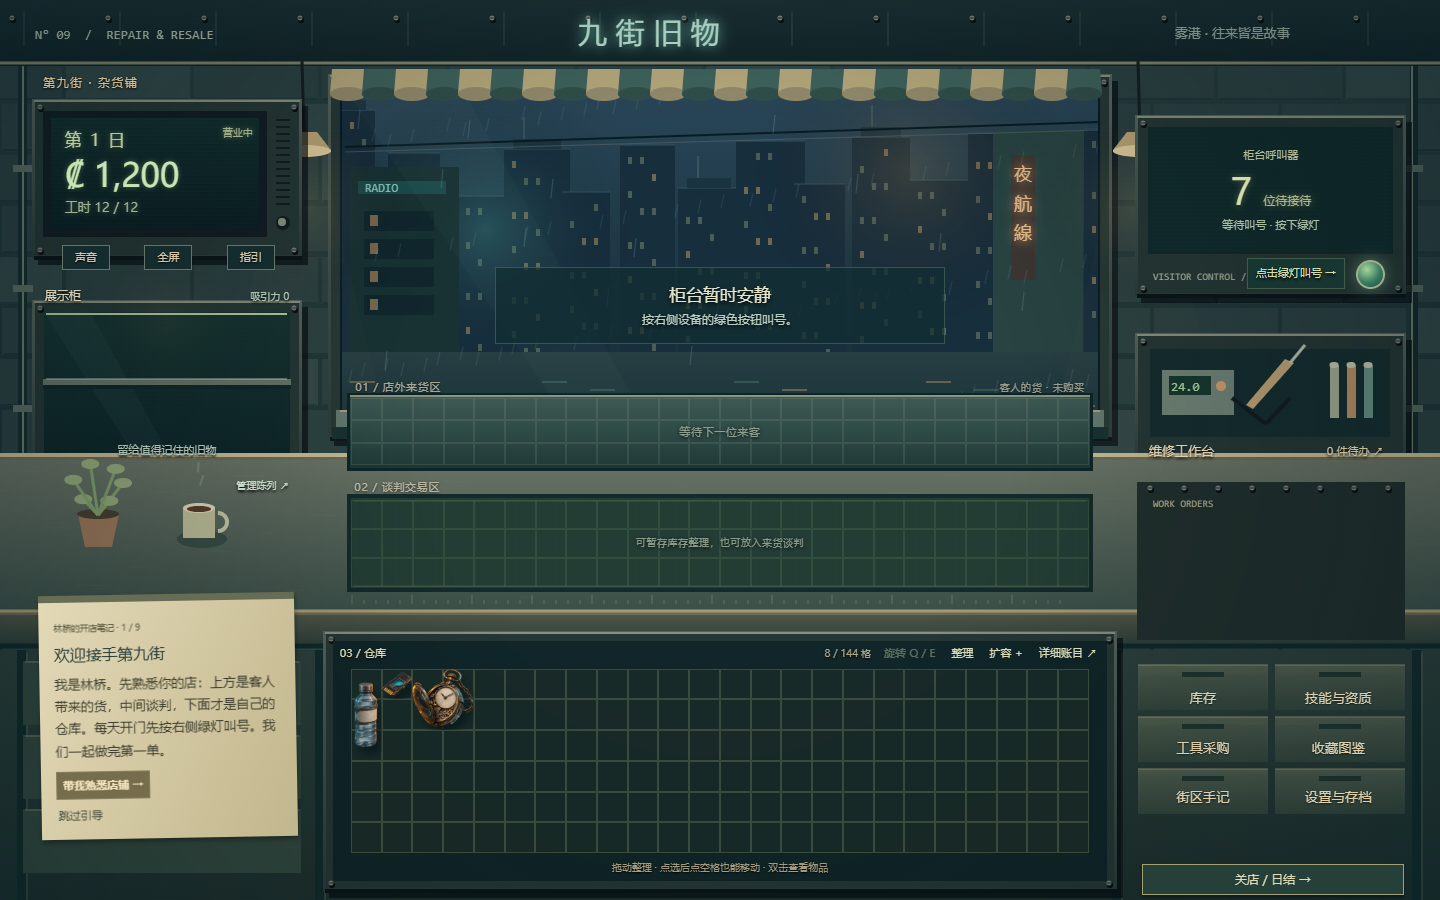 Nº 09 / REPAIR & RESALE
九街旧物
雾港 · 往来皆是故事
第九街 · 杂货铺
第 1 日
营业中
₡ 1,200
工时 12 / 12
声音
全屏
指引
展示柜
吸引力 0
留给值得记住的旧物
管理陈列 ↗
RADIO
夜航線
柜台暂时安静
按右侧设备的绿色按钮叫号。
01 / 店外来货区
客人的货 · 未购买
等待下一位来客
02 / 谈判交易区
可暂存库存整理，也可放入来货谈判
柜台呼叫器
7 位待接待
等待叫号 · 按下绿灯
VISITOR CONTROL /
点击绿灯叫号 →
24.0
维修工作台
0 件待办 ↗
WORK ORDERS
林桥的开店笔记 · 1 / 9
欢迎接手第九街
我是林桥。先熟悉你的店：上方是客人
带来的货，中间谈判，下面才是自己的
仓库。每天开门先按右侧绿灯叫号。我
们一起做完第一单。
带我熟悉店铺 →
跳过引导
03 / 仓库
8 / 144 格
旋转 Q / E
整理
扩容 +
详细账目 ↗
拖动整理 · 点选后点空格也能移动 · 双击查看物品
库存
技能与资质
工具采购
收藏图鉴
街区手记
设置与存档
关店 / 日结 →